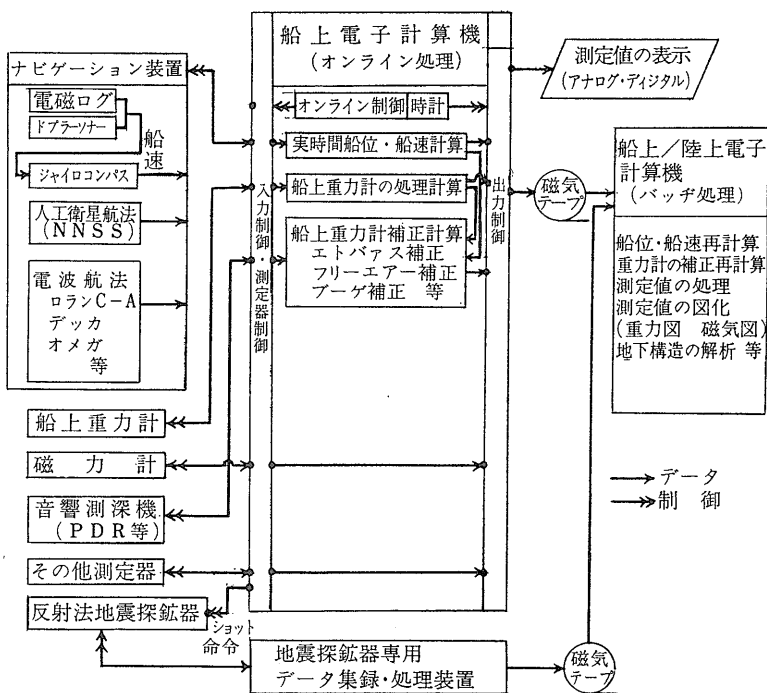 ナビゲーション装置
電磁ログ
ドプラーソナー
船速
ジャイロコンパス
人工衛星航法
(NNSS)
電波航法
ロランC-A
デッカ
オメガ
等
船上重力計
磁力計
音響測深機
(PDR等)
その他測定器
反射法地震探鉱器
ショット
命令
船上電子計算機
(オンライン処理)
オンライン制御 時計
実時間船位・船速計算
船上重力計の処理計算
船上重力計補正計算
エトバァス補正
フリーエアー補正
ブーゲ補正 等
入力制御・測定器制御
出力制御
地震探鉱器専用
データ集録・処理装置
測定値の表示
(アナログ・ディジタル)
磁気
テープ
船上/陸上電子
計算機
(バッヂ処理)
船位・船速再計算
重力計の補正再計算
測定値の処理
測定値の図化
(重力図 磁気図)
地下構造の解析 等
データ
制御
磁気
テープ